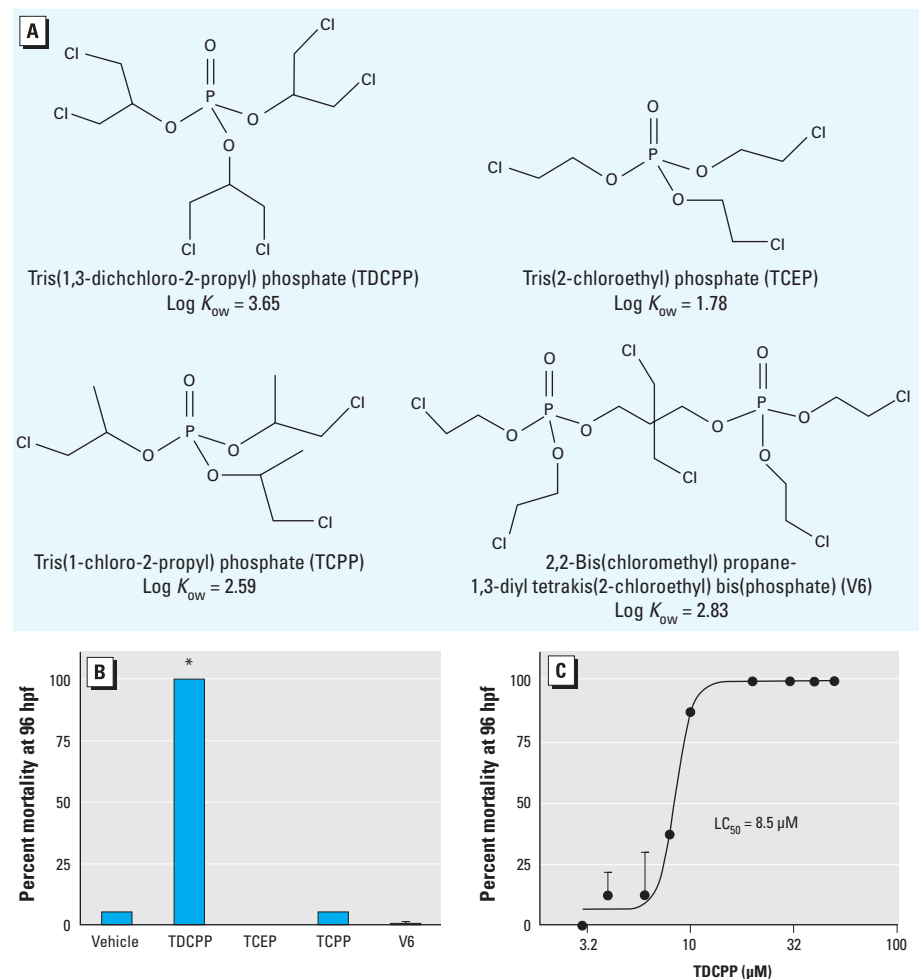 A
Cl
Cl
Cl
Cl
Cl
Cl
O
P
O
O
O
Tris(1,3-dichchloro-2-propyl) phosphate (TDCPP)
Log Kow = 3.65
O
P
O
O
O
Cl
Cl
Cl
Tris(2-chloroethyl) phosphate (TCEP)
Log Kow = 1.78
O
P
O
O
O
Cl
Cl
Cl
Tris(1-chloro-2-propyl) phosphate (TCPP)
Log Kow = 2.59
O
O
Cl
Cl
Cl
P
P
O
O
O
O
O
O
Cl
Cl
Cl
2,2-Bis(chloromethyl) propane-
1,3-diyl tetrakis(2-chloroethyl) bis(phosphate) (V6)
Log Kow = 2.83
B
Percent mortality at 96 hpf
100
75
50
25
0
*
Vehicle TDCPP TCEP TCPP V6
C
Percent mortality at 96 hpf
100
75
50
25
0
LC50 = 8.5 µM
3.2 10 32 100
TDCPP (µM)